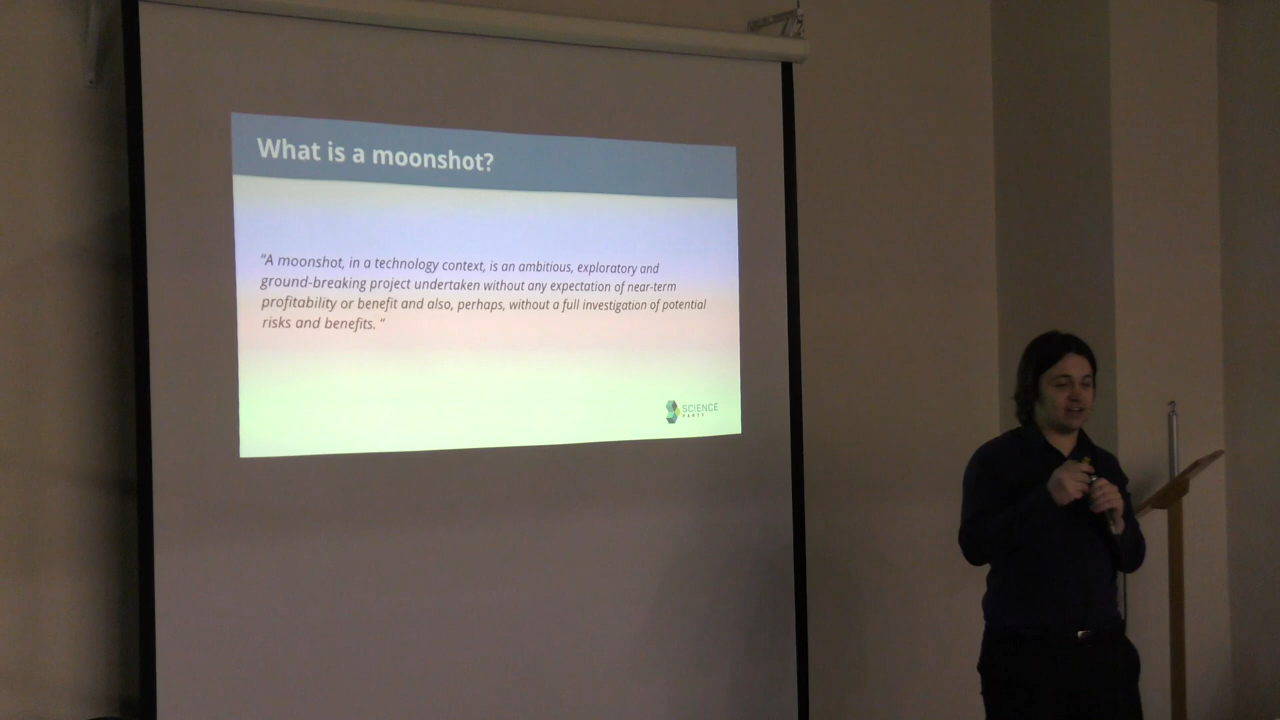 What is a moonshot?
“A moonshot, in a technology context, is an ambitious, exploratory and
ground-breaking project undertaken without any expectation of near-term
profitability or benefit and also, perhaps, without a full investigation of potential
risks and benefits. “
SCIENCE
PARTY